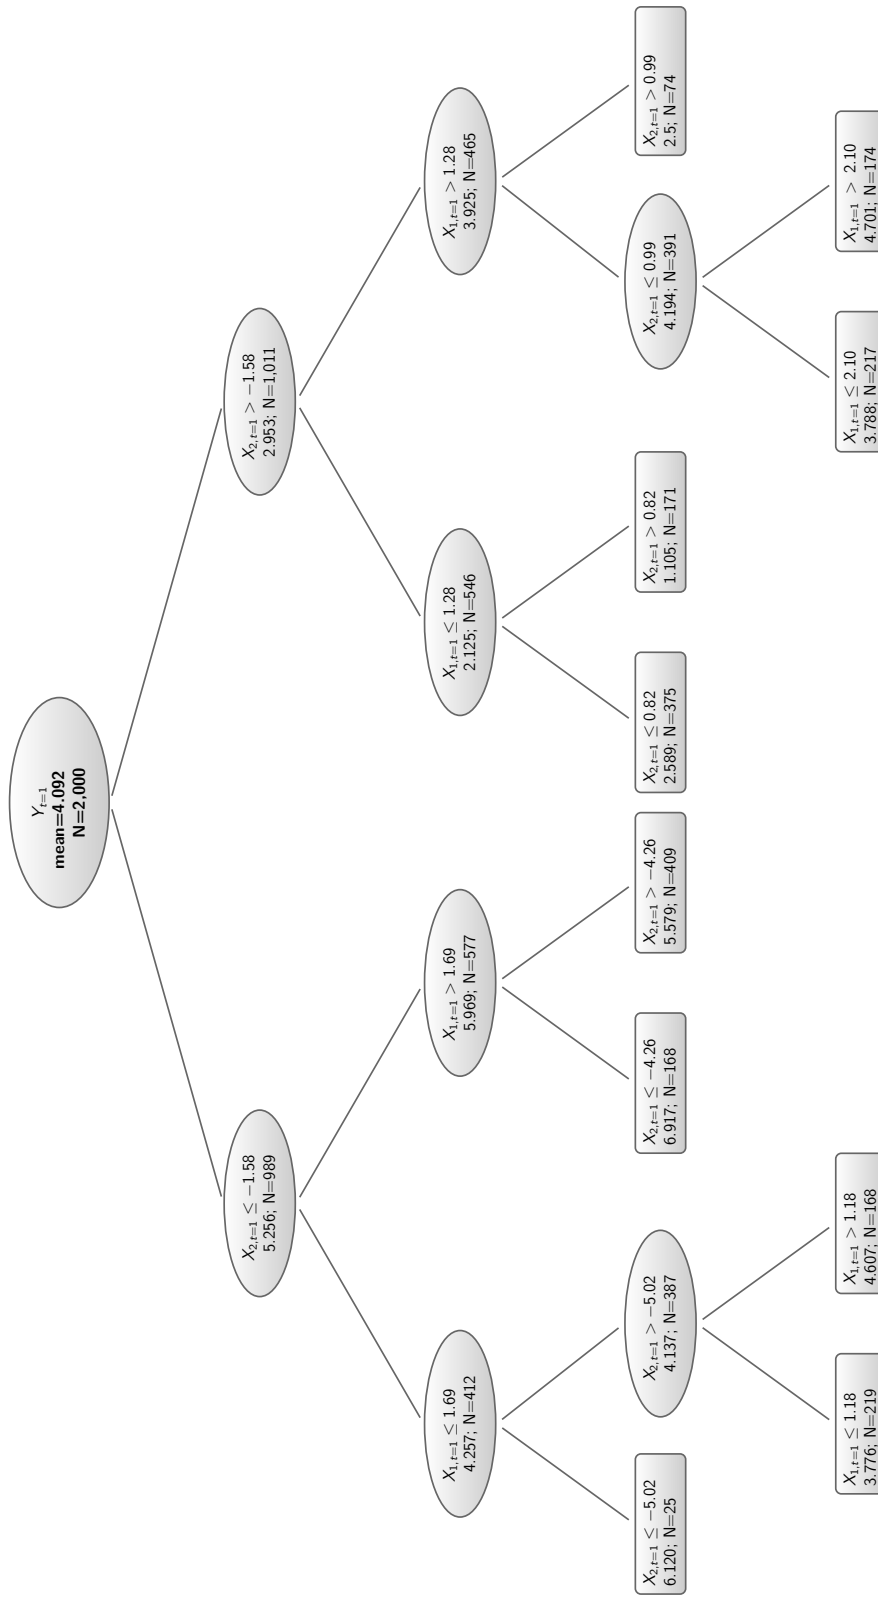 Y_{t=1}
mean=4.092
N=2,000
X_{2,t=1} ≤ −1.58
5.256; N=989
X_{2,t=1} > −1.58
2.953; N=1,011
X_{1,t=1} ≤ 1.69
4.257; N=412
X_{1,t=1} > 1.69
5.969; N=577
X_{1,t=1} ≤ 1.28
2.125; N=546
X_{1,t=1} > 1.28
3.925; N=465
X_{2,t=1} ≤ −5.02
6.120; N=25
X_{2,t=1} > −5.02
4.137; N=387
X_{2,t=1} ≤ −4.26
6.917; N=168
X_{2,t=1} > −4.26
5.579; N=409
X_{2,t=1} ≤ 0.82
2.589; N=375
X_{2,t=1} > 0.82
1.105; N=171
X_{2,t=1} ≤ 0.99
4.194; N=391
X_{2,t=1} > 0.99
2.5; N=74
X_{1,t=1} ≤ 1.18
3.776; N=219
X_{1,t=1} > 1.18
4.607; N=168
X_{1,t=1} ≤ 2.10
3.788; N=217
X_{1,t=1} > 2.10
4.701; N=174